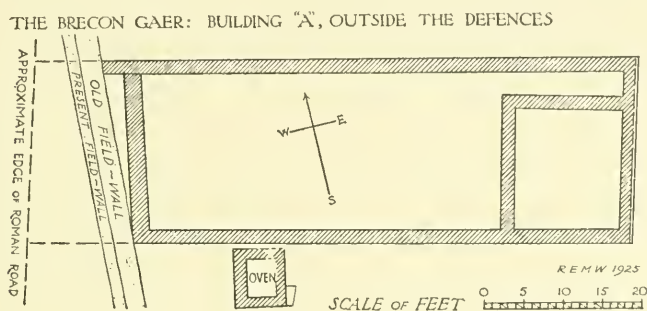 THE BRECON GAER: BUILDING "A", OUTSIDE THE DEFENCES
APPROXIMATE EDGE OF ROMAN ROAD
PRESENT FIELD-WALL
OLD FIELD-WALL
W E
S
OVEN
REMW 1925
SCALE OF FEET 0 5 10 15 20